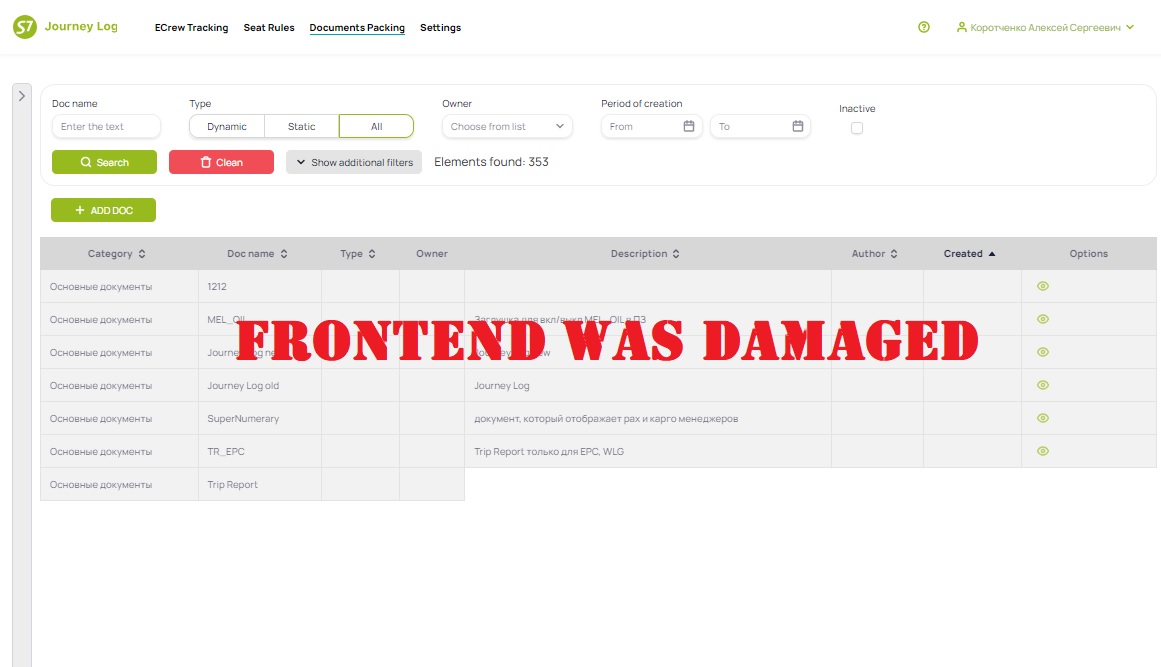 S7 Journey Log ECrew Tracking Seat Rules Documents Packing Settings ? Коротченко Алексей Сергеевич
Doc name Type Owner Period of creation Inactive
Enter the text Dynamic Static All Choose from list From To
Search Clean Show additional filters Elements found: 353
+ ADD DOC
Category Doc name Type Owner Description Author Created Options
Основные документы 1212
Основные документы MEL_OIL Заглушка для вкл/выкл MEL_OIL в ПЗ
FRONTEND WAS DAMAGED
Основные документы Journey Log
Основные документы Journey Log old Journey Log
Основные документы SuperNumerary документ, который отображает pax и карго менеджеров
Основные документы TR_EPC Trip Report только для EPC, WLG
Основные документы Trip Report